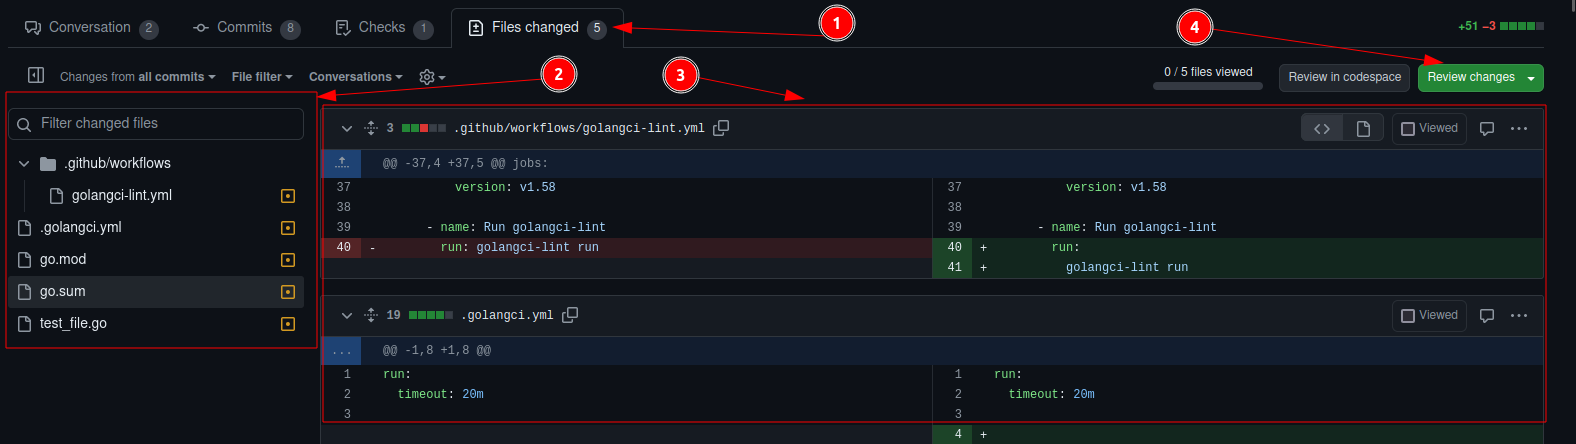 Conversation 2 Commits 8 Checks 1 Files changed 5 1 4 +51 −3
Changes from all commits File filter Conversations 2 3 0 / 5 files viewed Review in codespace Review changes
Filter changed files
.github/workflows
golangci-lint.yml
.golangci.yml
go.mod
go.sum
test_file.go
3 .github/workflows/golangci-lint.yml Viewed
@@ -37,4 +37,5 @@ jobs:
37 version: v1.58 37 version: v1.58
38 38
39 - name: Run golangci-lint 39 - name: Run golangci-lint
40 - run: golangci-lint run 40 + run:
41 + golangci-lint run
19 .golangci.yml Viewed
... @@ -1,8 +1,8 @@
1 run: 1 run:
2 timeout: 20m 2 timeout: 20m
3 3
4 +